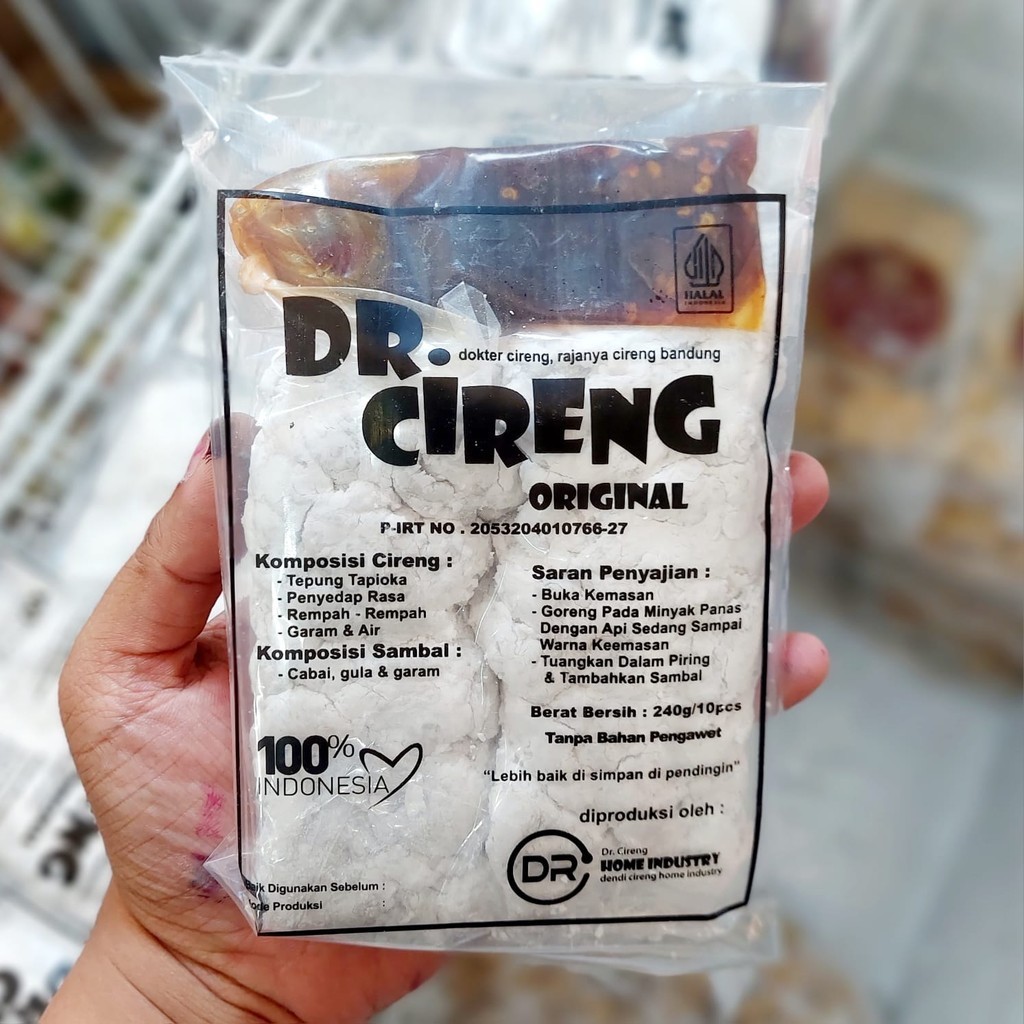 HALAL
INDONESIA
DR.
dokter cireng, rajanya cireng bandung
CIRENG
ORIGINAL
P-IRT NO . 2053204010766-27
Komposisi Cireng :
- Tepung Tapioka
- Penyedap Rasa
- Rempah - Rempah
- Garam & Air
Komposisi Sambal :
- Cabai, gula & garam
Saran Penyajian :
- Buka Kemasan
- Goreng Pada Minyak Panas
Dengan Api Sedang Sampai
Warna Keemasan
- Tuangkan Dalam Piring
& Tambahkan Sambal
Berat Bersih : 240g/10pcs
Tanpa Bahan Pengawet
100%
INDONESIA
"Lebih baik di simpan di pendingin"
diproduksi oleh :
DR
Dr. Cireng
HOME INDUSTRY
dendi cireng home industry
Baik Digunakan Sebelum :
Kode Produksi :